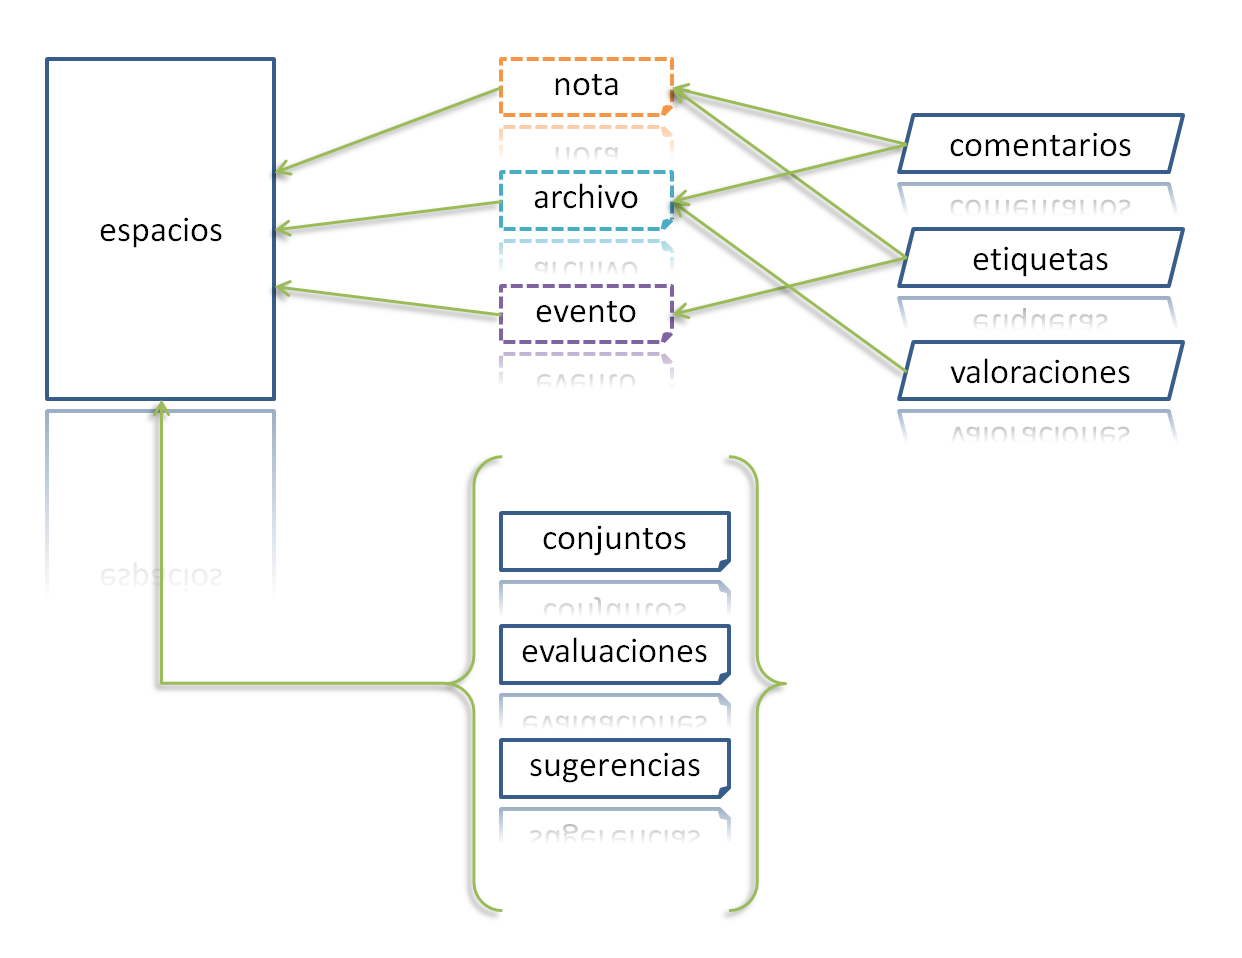 espacios
nota
archivo
evento
comentarios
etiquetas
valoraciones
conjuntos
evaluaciones
sugerencias